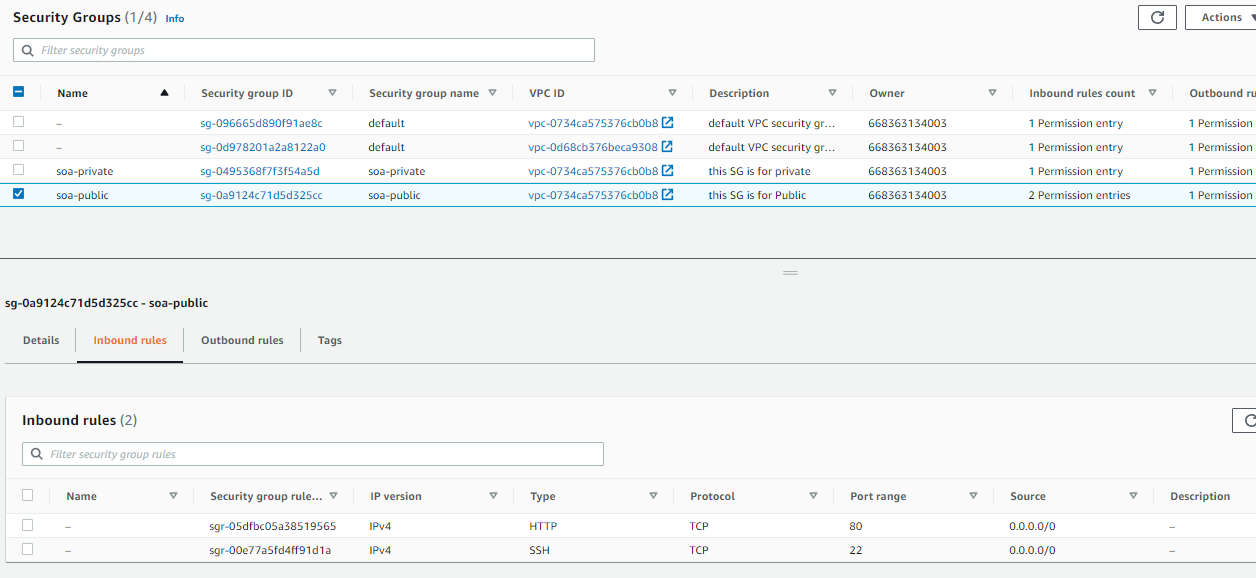 Security Groups (1/4) Info
Actions
Filter security groups
Name Security group ID Security group name VPC ID Description Owner Inbound rules count Outbound ru
– sg-096665d890f91ae8c default vpc-0734ca575376cb0b8 default VPC security gr... 668363134003 1 Permission entry 1 Permission
– sg-0d978201a2a8122a0 default vpc-0d68cb376beca9308 default VPC security gr... 668363134003 1 Permission entry 1 Permission
soa-private sg-0495368f7f3f54a5d soa-private vpc-0734ca575376cb0b8 this SG is for private 668363134003 1 Permission entry 1 Permission
soa-public sg-0a9124c71d5d325cc soa-public vpc-0734ca575376cb0b8 this SG is for Public 668363134003 2 Permission entries 1 Permission
sg-0a9124c71d5d325cc - soa-public
Details Inbound rules Outbound rules Tags
Inbound rules (2)
Filter security group rules
Name Security group rule... IP version Type Protocol Port range Source Description
– sgr-05dfbc05a38519565 IPv4 HTTP TCP 80 0.0.0.0/0 –
– sgr-00e77a5fd4ff91d1a IPv4 SSH TCP 22 0.0.0.0/0 –